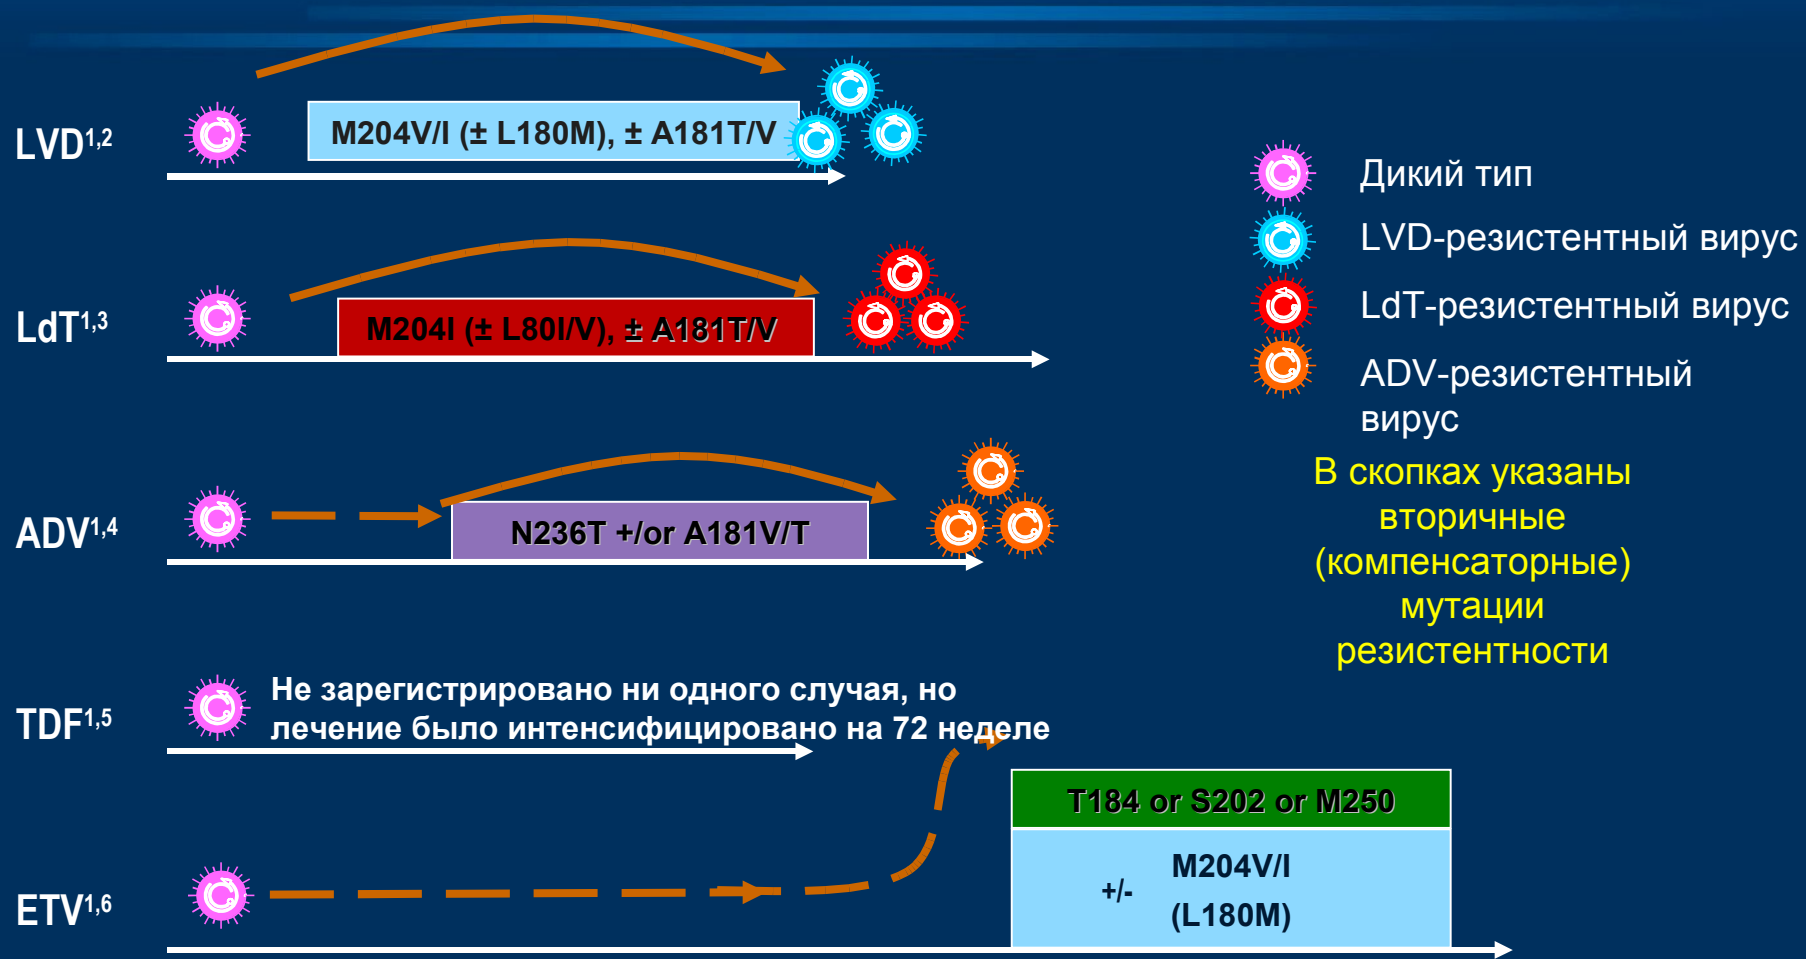 LVD1,2
M204V/I (± L180M), ± A181T/V
LdT1,3
M204I (± L80I/V), ± A181T/V
ADV1,4
N236T +/or A181V/T
TDF1,5
Не зарегистрировано ни одного случая, но
лечение было интенсифицировано на 72 неделе
ETV1,6
T184 or S202 or M250
+/-
M204V/I
(L180M)
Дикий тип
LVD-резистентный вирус
LdT-резистентный вирус
ADV-резистентный
вирус
В скопках указаны
вторичные
(компенсаторные)
мутации
резистентности